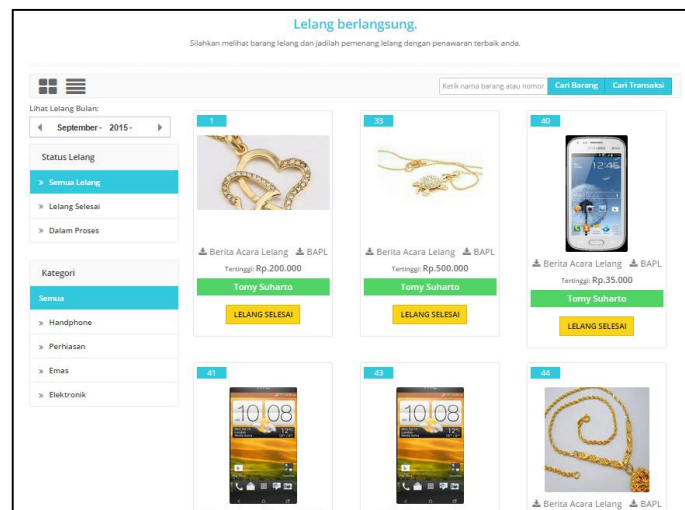 Lelang berlangsung.
Silahkan melihat barang lelang dan jadilah pemenang lelang dengan penawaran terbaik anda.
Ketik nama barang atau nomor Cari Barang Cari Transaksi
Lihat Lelang Bulan:
September - 2015 -
Status Lelang
» Semua Lelang
» Lelang Selesai
» Dalam Proses
Kategori
Semua
» Handphone
» Perhiasan
» Emas
» Elektronik
1
Berita Acara Lelang BAPL
Tertinggi: Rp.200.000
Tomy Suharto
LELANG SELESAI
33
Berita Acara Lelang BAPL
Tertinggi: Rp.500.000
Tomy Suharto
LELANG SELESAI
40
12:46
Berita Acara Lelang BAPL
Tertinggi: Rp.35.000
Tomy Suharto
LELANG SELESAI
41
10 08
43
10 08
44
Berita Acara Lelang BAPL